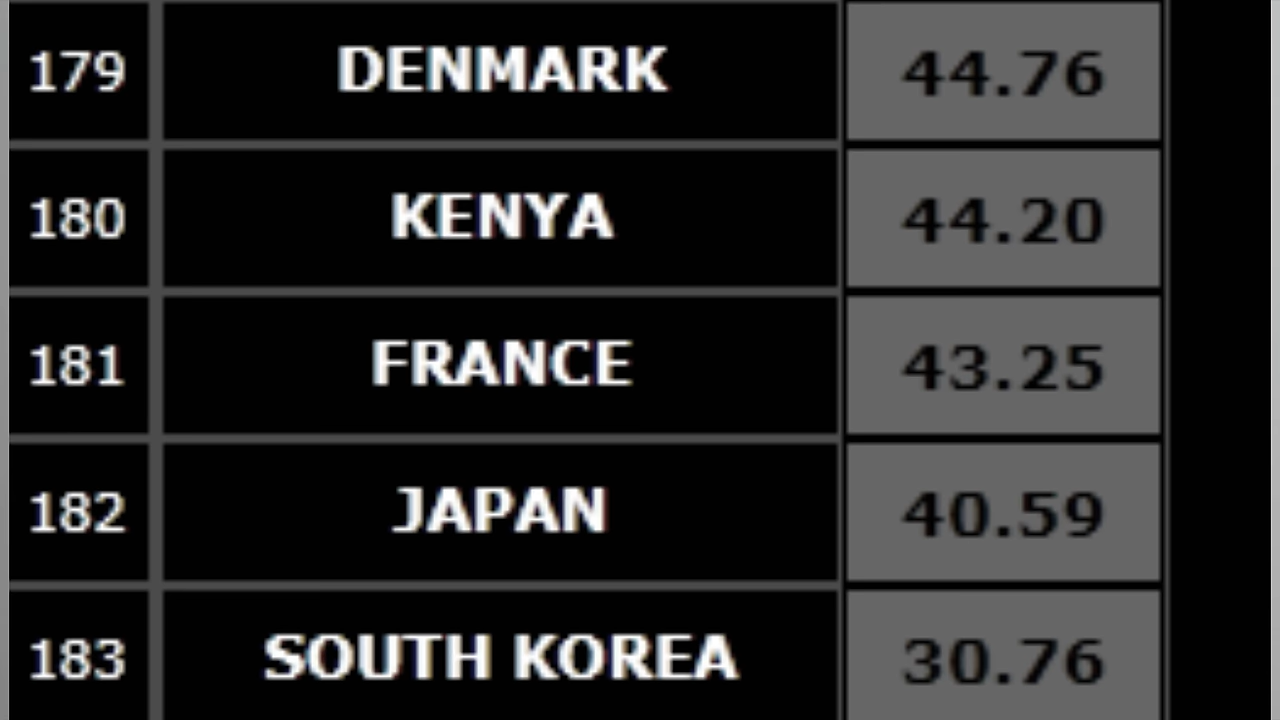 179 DENMARK 44.76
180 KENYA 44.20
181 FRANCE 43.25
182 JAPAN 40.59
183 SOUTH KOREA 30.76